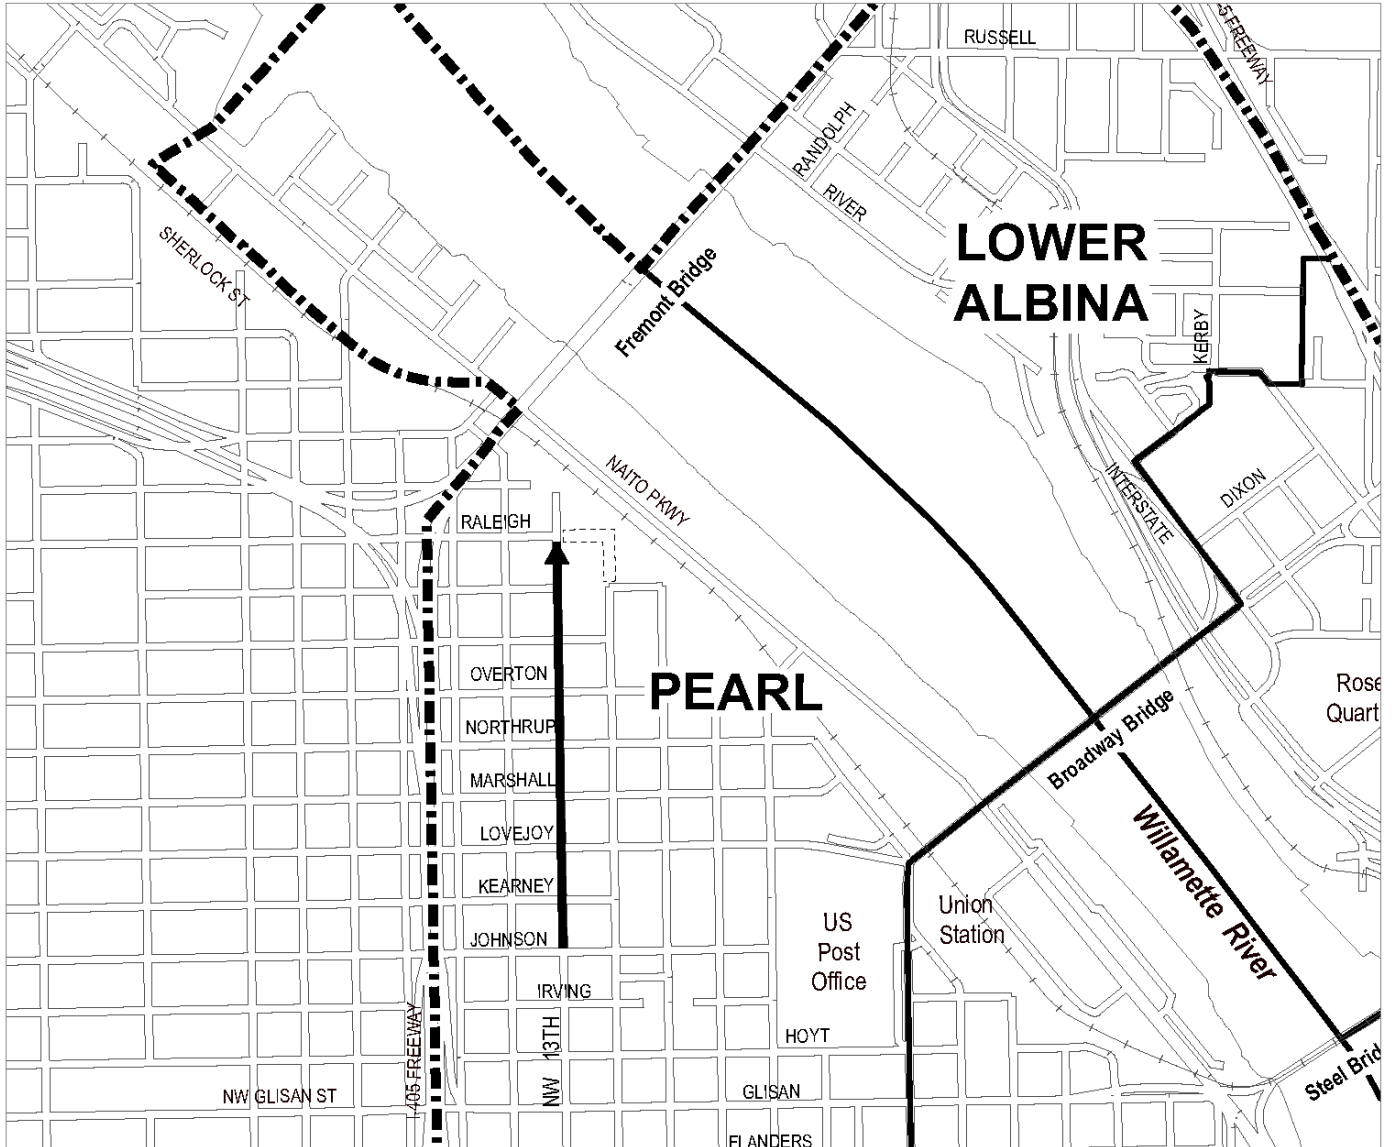 RUSSELL
5 FREEWAY
RANDOLPH
RIVER
LOWER
ALBINA
SHERLOCK ST
Fremont Bridge
KERBY
NAITO PKWY
INTERSTATE
DIXON
RALEIGH
OVERTON
PEARL
Rose
Quart
NORTHRUP
Broadway Bridge
MARSHALL
LOVEJOY
KEARNEY
Willamette River
US
Post
Office
Union
Station
JOHNSON
IRVING
HOYT
NW 13TH
I-405 FREEWAY
NW GLISAN ST
GLISAN
Steel Brid
FLANDERS